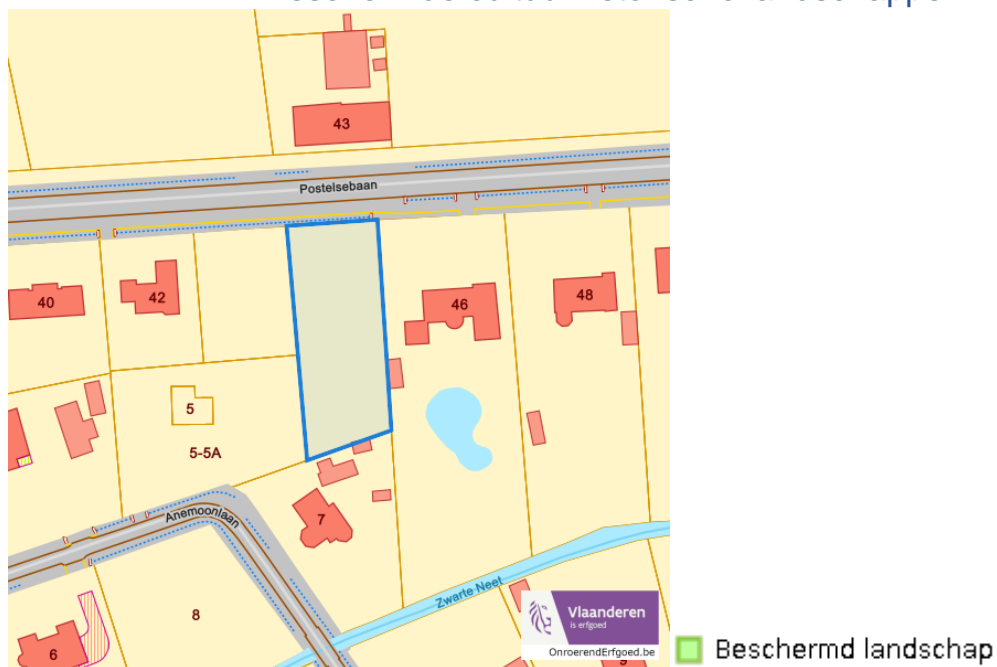 43
Postelsebaan
40
42
46
48
5
5-5A
Anemoonlaan
7
Zwarte Neet
8
6
9
Vlaanderen
is erfgoed
OnroerendErfgoed.be
Beschermd landschap